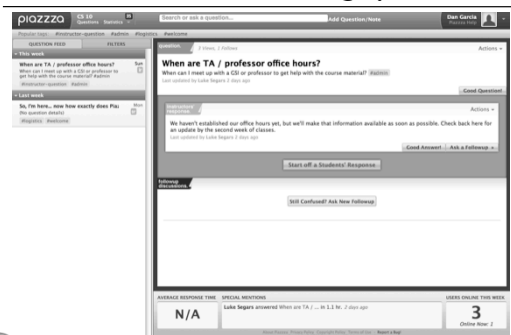 piazzza
CS 10
Questions Statistics
Search or ask a question...
Add Question/Note
Dan Garcia
Popular tags: #instructor-question #admin #logistics #welcome
QUESTION FEED
FILTERS
This week
When are TA / professor office hours?
Sun
When can I meet up with a CSI or professor to
get help with the course material? #admin
#instructor-question #admin
Last week
So, I'm here.. now how exactly does Piaz
Mon
(No question details)
#logistics #welcome
question.
2 Views, 2 Follows
Actions
When are TA / professor office hours?
When can I meet up with a CSI or professor to get help with the course material? #admin
Last updated by Luke Segars 2 days ago
Good Question!
instructors'
response.
Actions
We haven't established our office hours yet, but we'll make that information available as soon as possible. Check back here for
an update by the second week of classes.
Last updated by Luke Segars 2 days ago
Good Answer!
Ask a Followup »
Start off a Students' Response
followup
discussions.
Still Confused? Ask New Followup
AVERAGE RESPONSE TIME
SPECIAL MENTIONS
USERS ONLINE THIS WEEK
N/A
Luke Segars answered When are TA / ... in 1.1 hr. 2 days ago
3
Online Now: 1